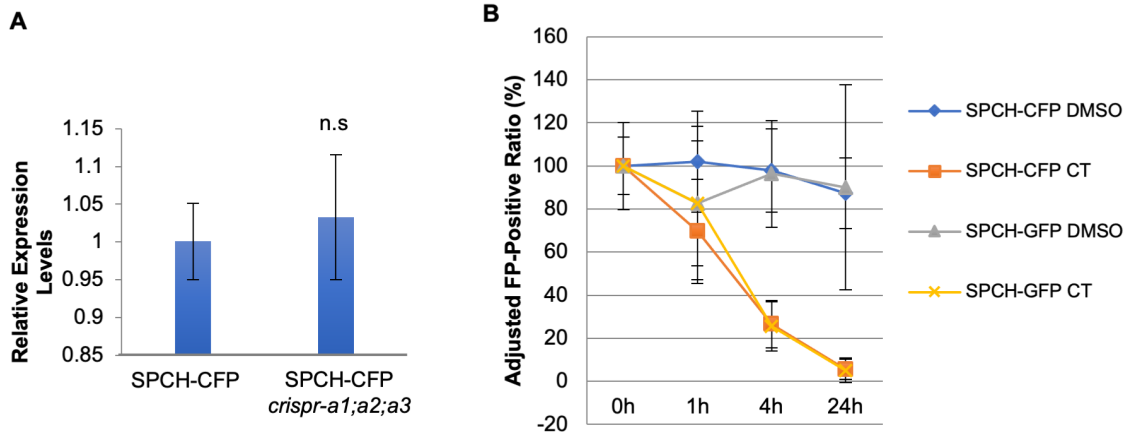 A
Relative Expression
Levels
1.15
1.1
1.05
1
0.95
0.9
0.85
n.s
SPCH-CFP
SPCH-CFP
crispr-a1;a2;a3
B
Adjusted FP-Positive Ratio (%)
160
140
120
100
80
60
40
20
0
-20
0h 1h 4h 24h
SPCH-CFP DMSO
SPCH-CFP CT
SPCH-GFP DMSO
SPCH-GFP CT